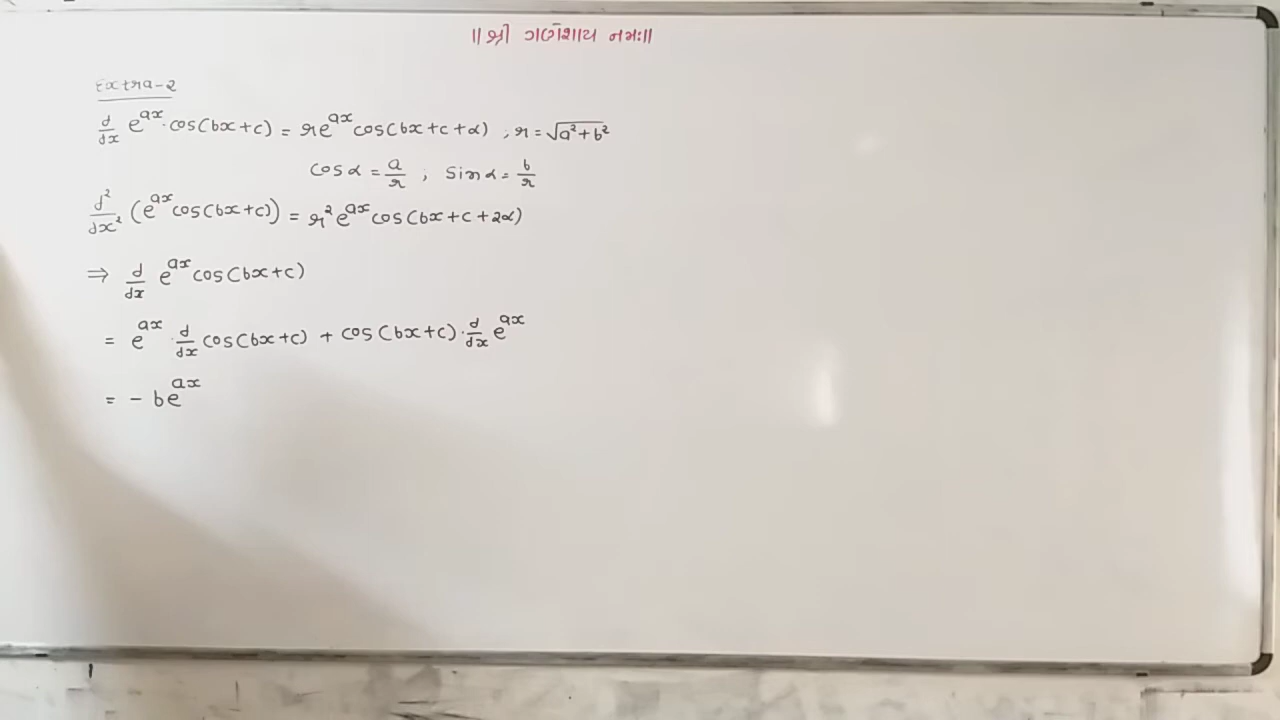 ॥ શ્રી ગણેશાય નમઃ॥
Extra-2
d/dx e^ax · cos(bx+c) = re^ax cos(bx+c+α) , r = √a²+b²
cos α = a/r ; sin α = b/r
d²/dx² (e^ax cos(bx+c)) = r² e^ax cos(bx+c+2α)
⇒ d/dx e^ax cos(bx+c)
= e^ax · d/dx cos(bx+c) + cos(bx+c) · d/dx e^ax
= - be^ax